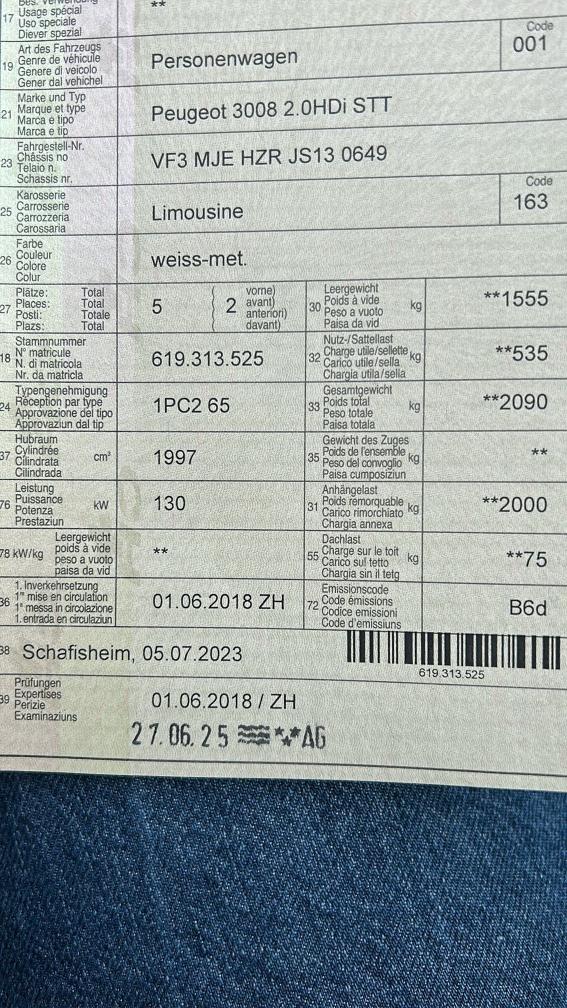 Bes. Verwendung **
17 Usage spécial
Uso speciale
Diever spezial
Art des Fahrzeugs Code
19 Genre de véhicule Personenwagen 001
Genere di veicolo
Gener dal vehichel
Marke und Typ
21 Marque et type Peugeot 3008 2.0HDi STT
Marca e tipo
Marca e tip
Fahrgestell-Nr.
23 Châssis no VF3 MJE HZR JS13 0649
Telaio n.
Schassis nr.
Karosserie Code
25 Carrosserie Limousine 163
Carrozzeria
Carossaria
Farbe
26 Couleur weiss-met.
Colore
Colur
Plätze: Total vorne) Leergewicht
27 Places: Total 5 ( 2 avant) 30 Poids à vide kg **1555
Posti: Totale anteriori) Peso a vuoto
Plazs: Total davant) Paisa da vid
Stammnummer Nutz-/Sattellast
18 N° matricule 619.313.525 32 Charge utile/sellette kg **535
N. di matricola Carico utile/sella
Nr. da matricla Chargia utila/sella
Typengenehmigung Gesamtgewicht
24 Réception par type 1PC2 65 33 Poids total kg **2090
Approvazione del tipo Peso totale
Approvaziun dal tip Paisa totala
Hubraum Gewicht des Zuges
37 Cylindrée cm³ 1997 35 Poids de l'ensemble kg **
Cilindrata Peso del convoglio
Cilindrada Paisa cumposiziun
Leistung Anhängelast
76 Puissance kW 130 31 Poids remorquable kg **2000
Potenza Carico rimorchiato
Prestaziun Chargia annexa
Leergewicht Dachlast
78 kW/kg poids à vide ** 55 Charge sur le toit kg **75
peso a vuoto Carico sul tetto
paisa da vid Chargia sin il tetg
1. Inverkehrsetzung Emissionscode
36 1re mise en circulation 01.06.2018 ZH 72 Code émissions B6d
1a messa in circolazione Codice emissioni
1. entrada en circulaziun Code d'emissiuns
38 Schafisheim, 05.07.2023
619.313.525
Prüfungen
39 Expertises 01.06.2018 / ZH
Perizie
Examinaziuns
27.06.25 AG